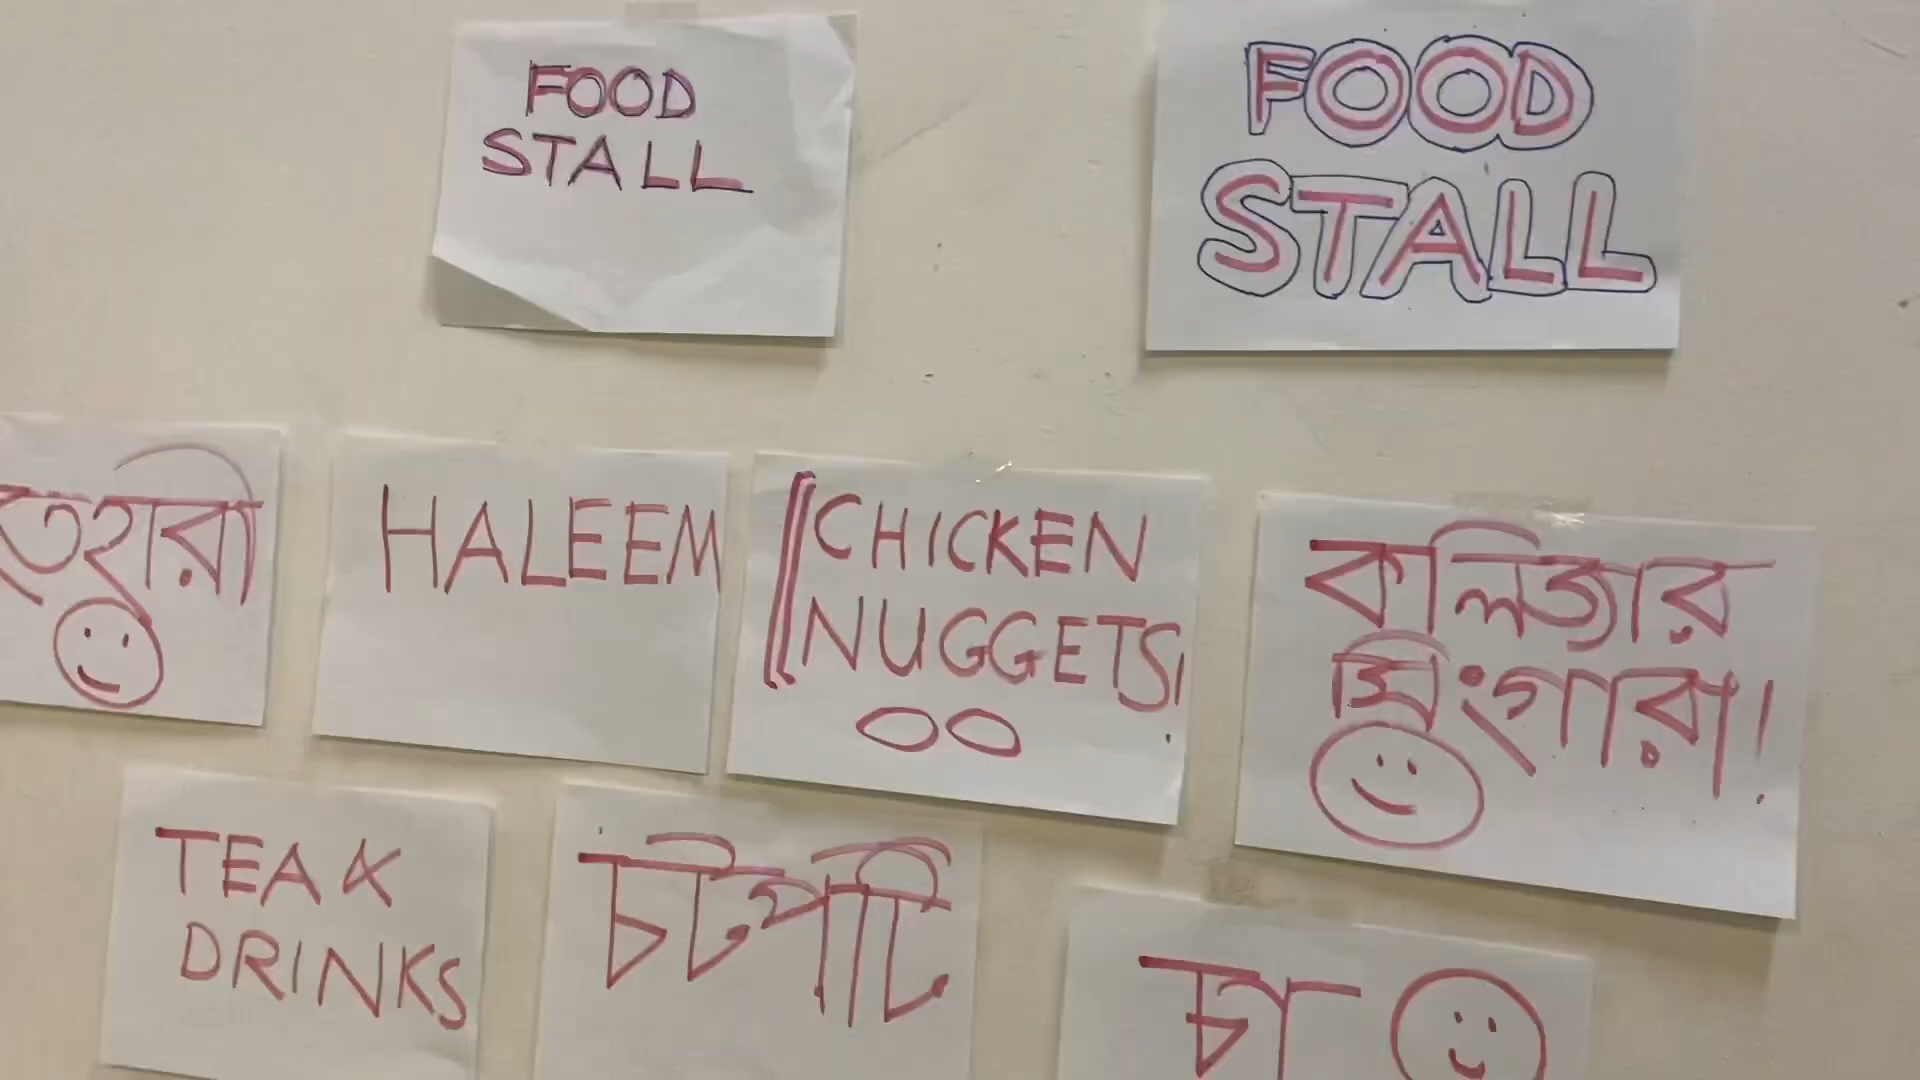 FOOD
STALL
FOOD
STALL
তেহারী
HALEEM
CHICKEN
NUGGETS
কলিজার
সিংগারা!
TEA &
DRINKS
চটপটি
চা